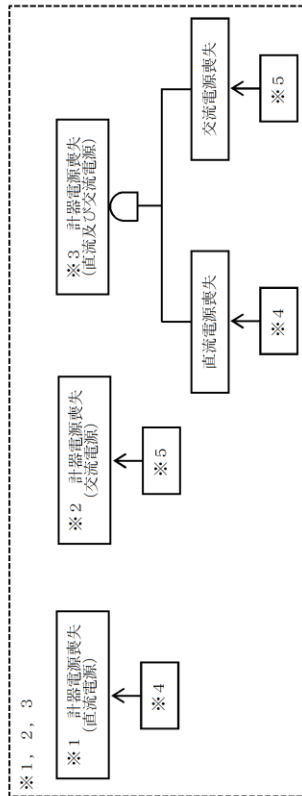 ※1，2，3
※1　計器電源喪失
(直流電源)
※4
※2　計器電源喪失
(交流電源)
※5
※3　計器電源喪失
(直流及び交流電源)
直流電源喪失
※4
交流電源喪失
※5